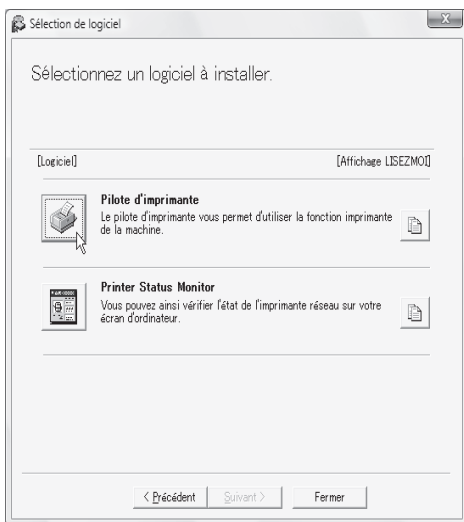 Sélection de logiciel
Sélectionnez un logiciel à installer.
[Logiciel] [Affichage LISEZMOI]
Pilote d'imprimante
Le pilote d'imprimante vous permet d'utiliser la fonction imprimante
de la machine.
Printer Status Monitor
Vous pouvez ainsi vérifier l'état de l'imprimante réseau sur votre
écran d'ordinateur.
< Précédent Suivant > Fermer